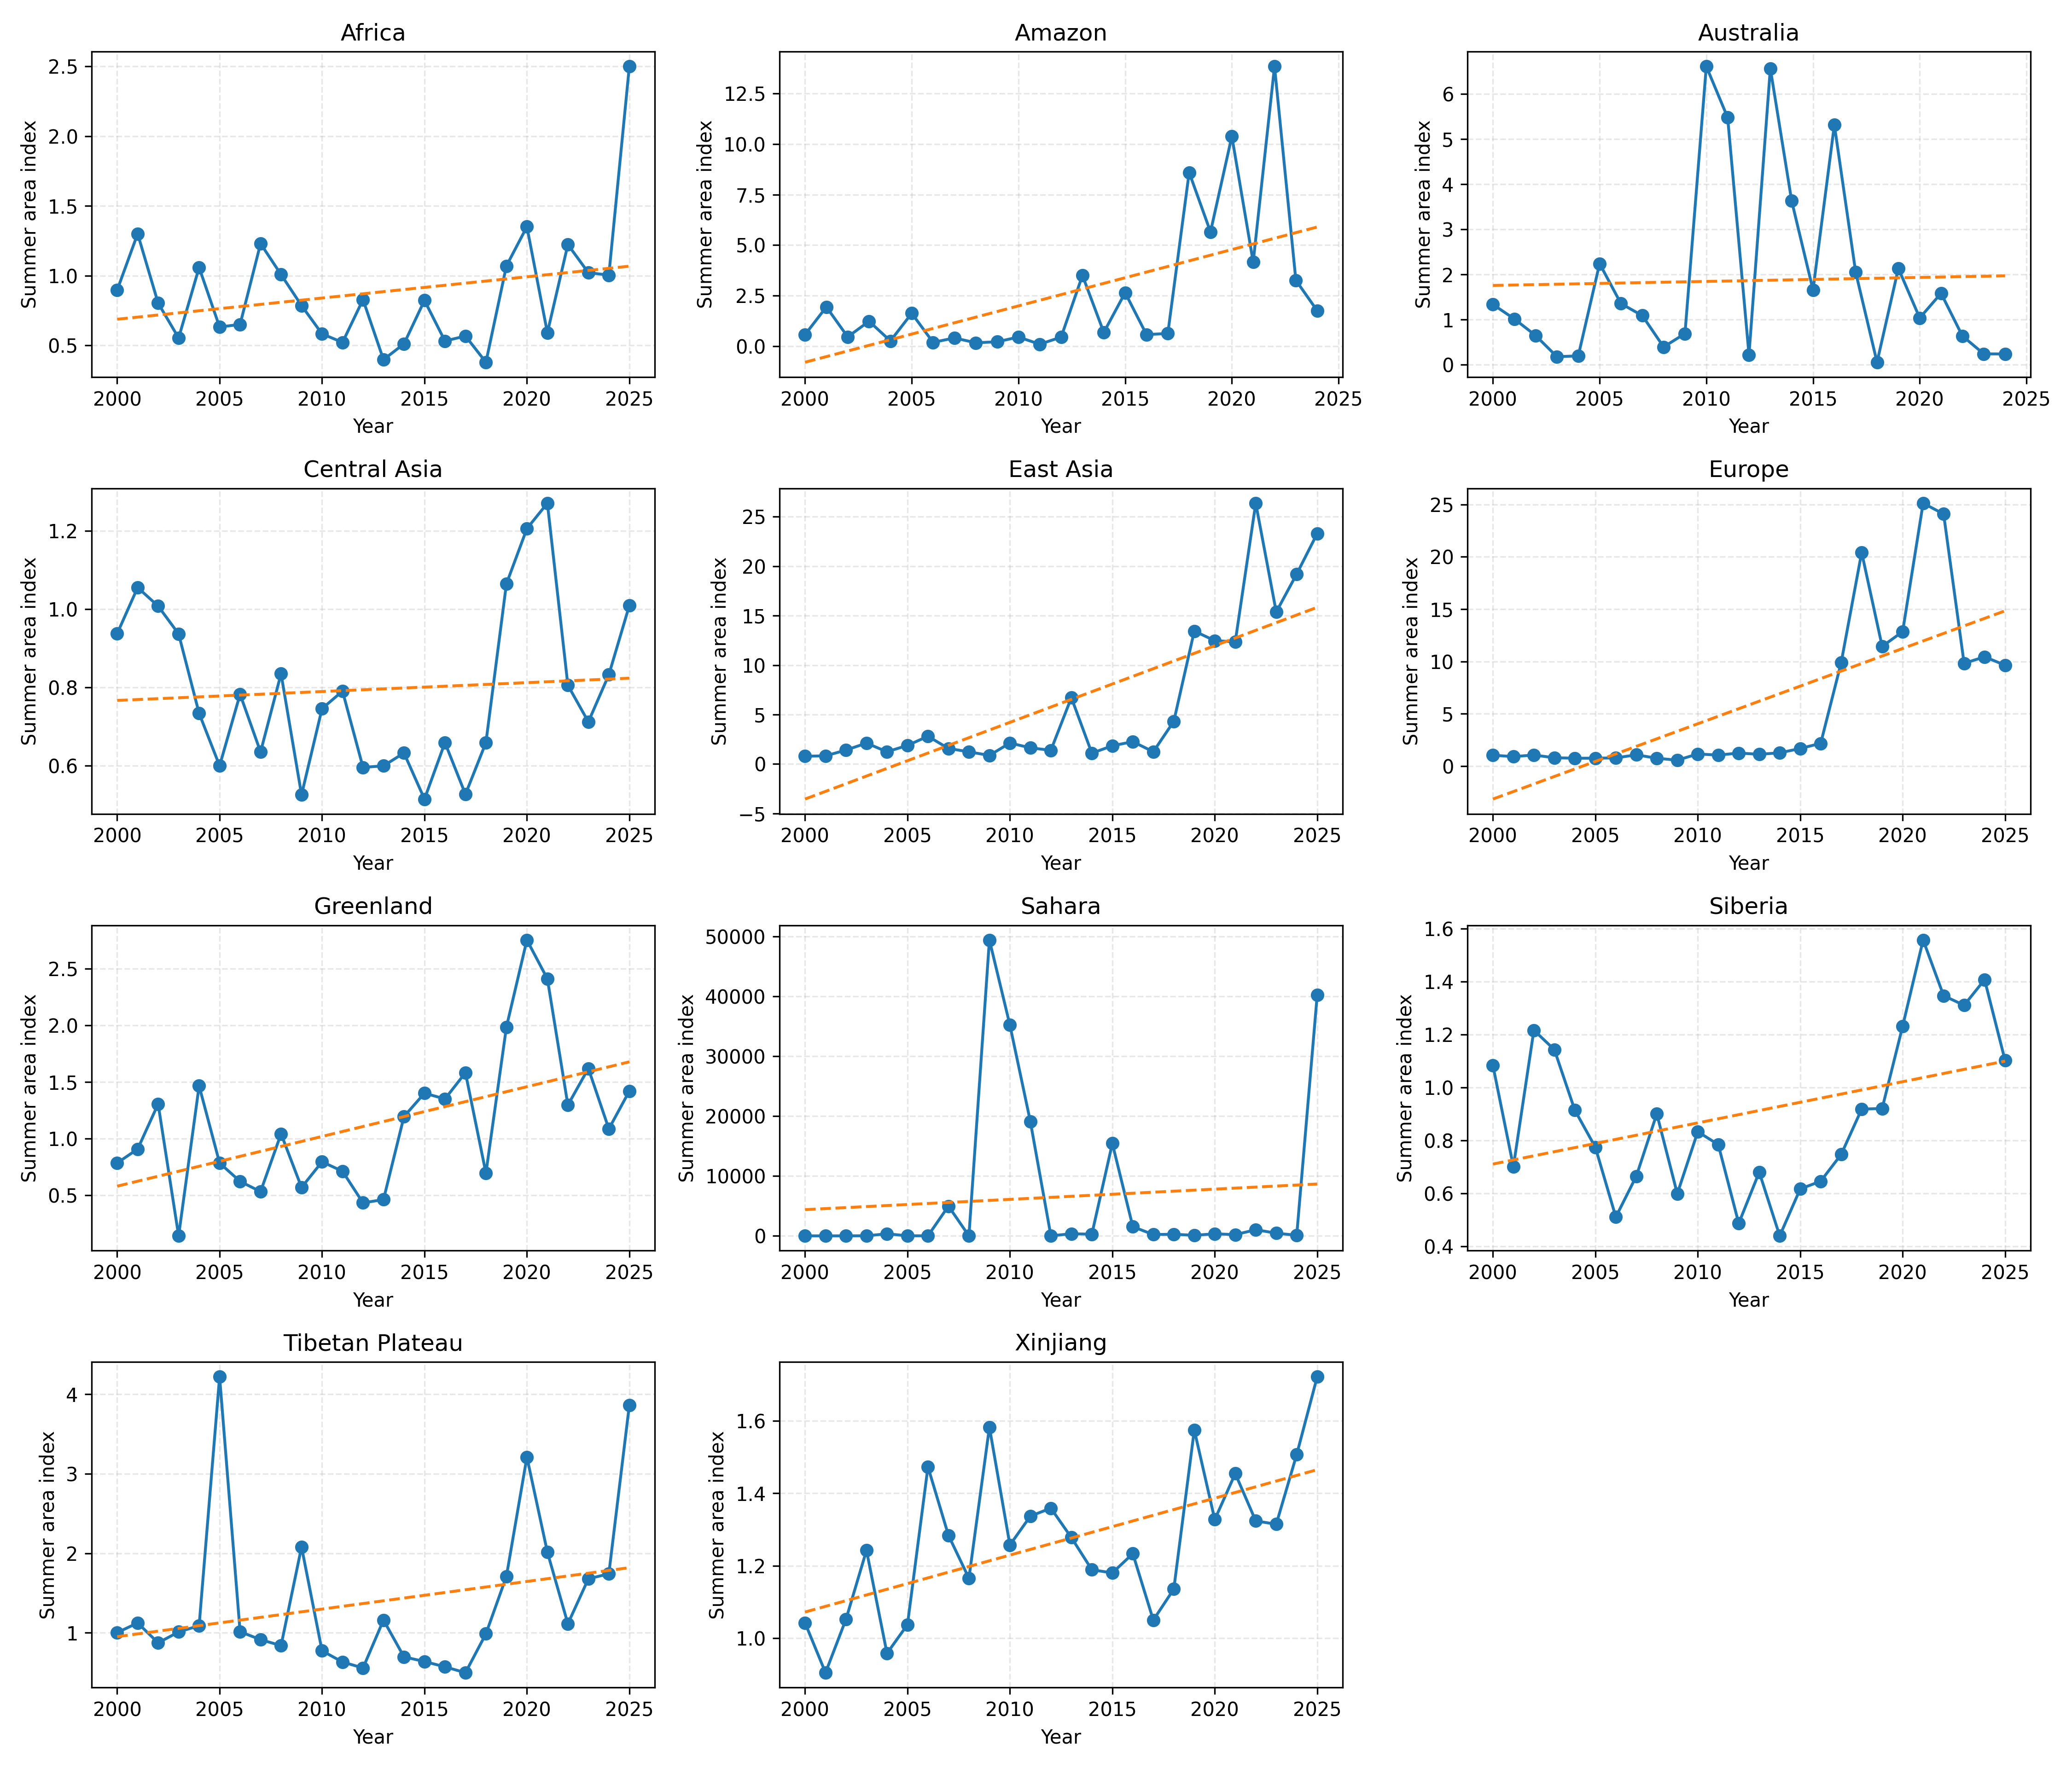 Africa
Summer area index
2.5
2.0
1.5
1.0
0.5
2000 2005 2010 2015 2020 2025
Year
Amazon
Summer area index
12.5
10.0
7.5
5.0
2.5
0.0
2000 2005 2010 2015 2020 2025
Year
Australia
Summer area index
6
5
4
3
2
1
0
2000 2005 2010 2015 2020 2025
Year
Central Asia
Summer area index
1.2
1.0
0.8
0.6
2000 2005 2010 2015 2020 2025
Year
East Asia
Summer area index
25
20
15
10
5
0
−5
2000 2005 2010 2015 2020 2025
Year
Europe
Summer area index
25
20
15
10
5
0
2000 2005 2010 2015 2020 2025
Year
Greenland
Summer area index
2.5
2.0
1.5
1.0
0.5
2000 2005 2010 2015 2020 2025
Year
Sahara
Summer area index
50000
40000
30000
20000
10000
0
2000 2005 2010 2015 2020 2025
Year
Siberia
Summer area index
1.6
1.4
1.2
1.0
0.8
0.6
0.4
2000 2005 2010 2015 2020 2025
Year
Tibetan Plateau
Summer area index
4
3
2
1
2000 2005 2010 2015 2020 2025
Year
Xinjiang
Summer area index
1.6
1.4
1.2
1.0
2000 2005 2010 2015 2020 2025
Year